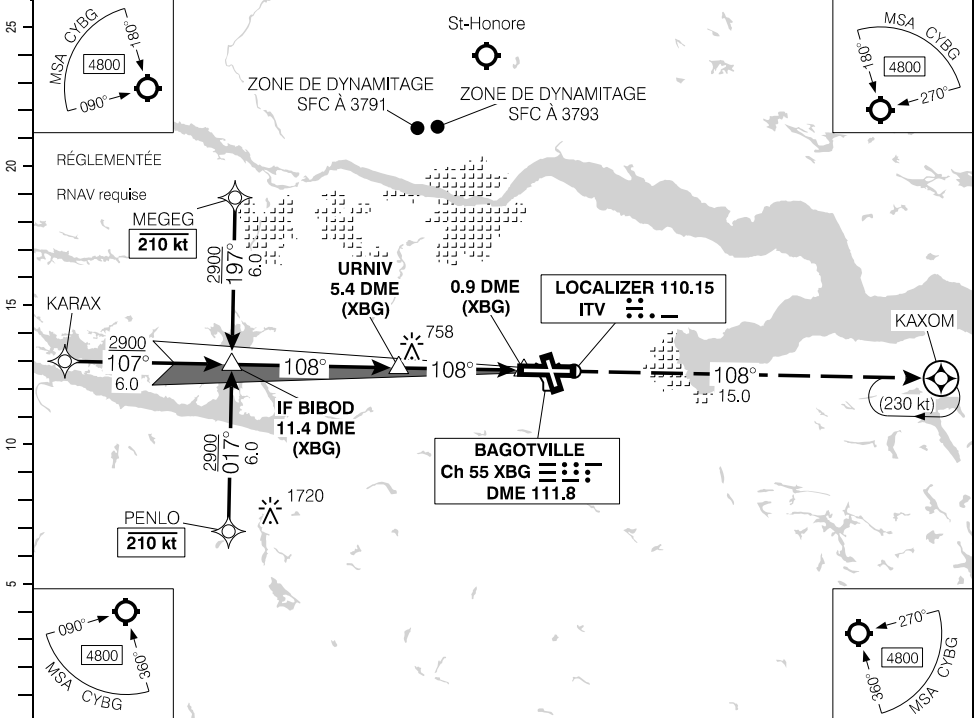 25
20
15
10
5
MSA CYBG
180°
4800
090°
MSA CYBG
180°
4800
270°
St-Honore
ZONE DE DYNAMITAGE
SFC À 3791
ZONE DE DYNAMITAGE
SFC À 3793
RÉGLEMENTÉE
RNAV requise
MEGEG
210 kt
2900
197°
6.0
URNIV
5.4 DME
(XBG)
0.9 DME
(XBG)
LOCALIZER 110.15
ITV
KARAX
758
KAXOM
2900
107°
6.0
108°
108°
108°
15.0
(230 kt)
IF BIBOD
11.4 DME
(XBG)
2900
017°
6.0
BAGOTVILLE
Ch 55 XBG
DME 111.8
1720
PENLO
210 kt
090°
4800
360°
MSA CYBG
270°
4800
360°
MSA CYBG